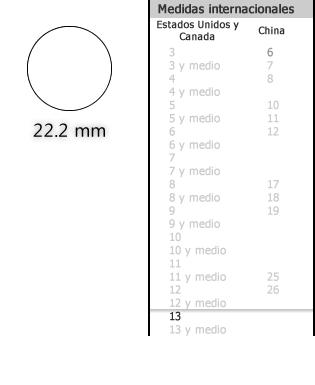 22.2 mm
Medidas internacionales
Estados Unidos y
Canada
China
3 6
3 y medio 7
4 8
4 y medio
5 10
5 y medio 11
6 12
6 y medio
7
7 y medio
8 17
8 y medio 18
9 19
9 y medio
10
10 y medio
11
11 y medio 25
12 26
12 y medio
13
13 y medio